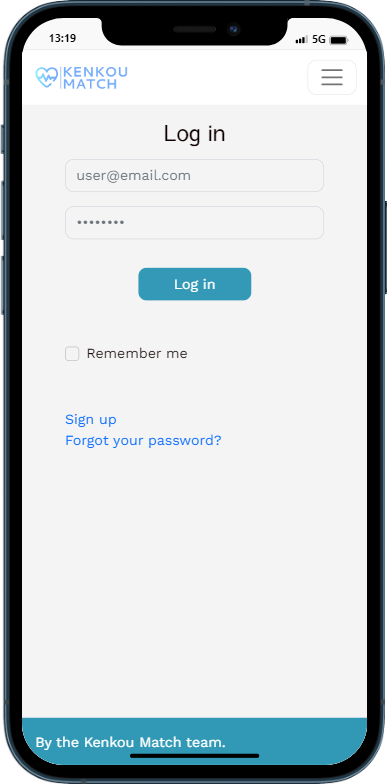 13:19
5G
KENKOU
MATCH
Log in
user@email.com
••••••••
Log in
Remember me
Sign up
Forgot your password?
By the Kenkou Match team.